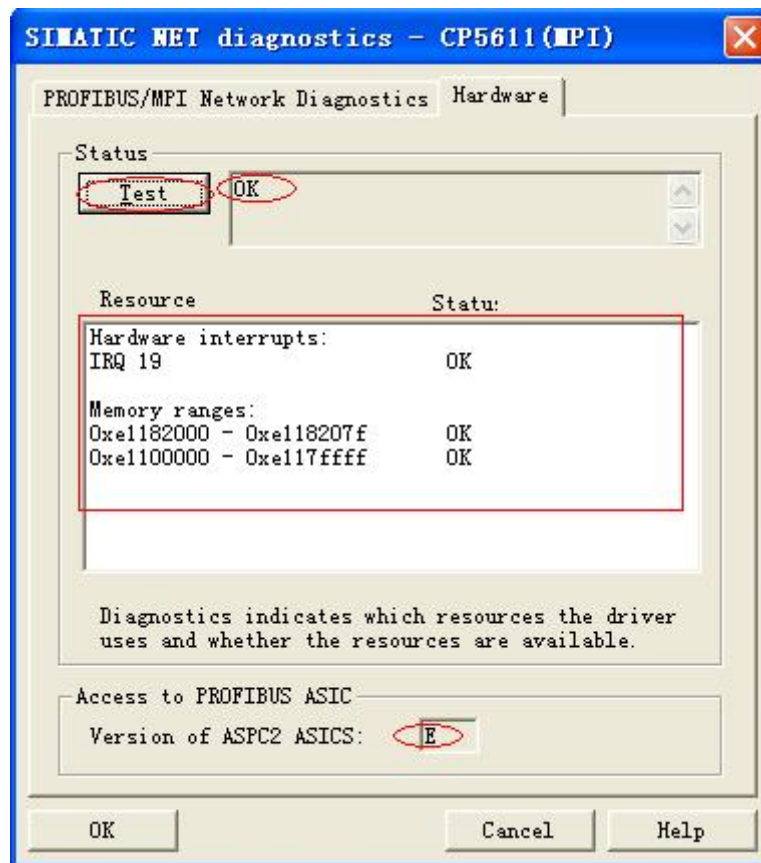 SIMATIC NET diagnostics - CP5611(MPI)
PROFIBUS/MPI Network Diagnostics Hardware
Status
Test OK
Resource Statu:
Hardware interrupts:
IRQ 19 OK
Memory ranges:
0xe1182000 - 0xe118207f OK
0xe1100000 - 0xe117ffff OK
Diagnostics indicates which resources the driver
uses and whether the resources are available.
Access to PROFIBUS ASIC
Version of ASPC2 ASICS: E
OK Cancel Help